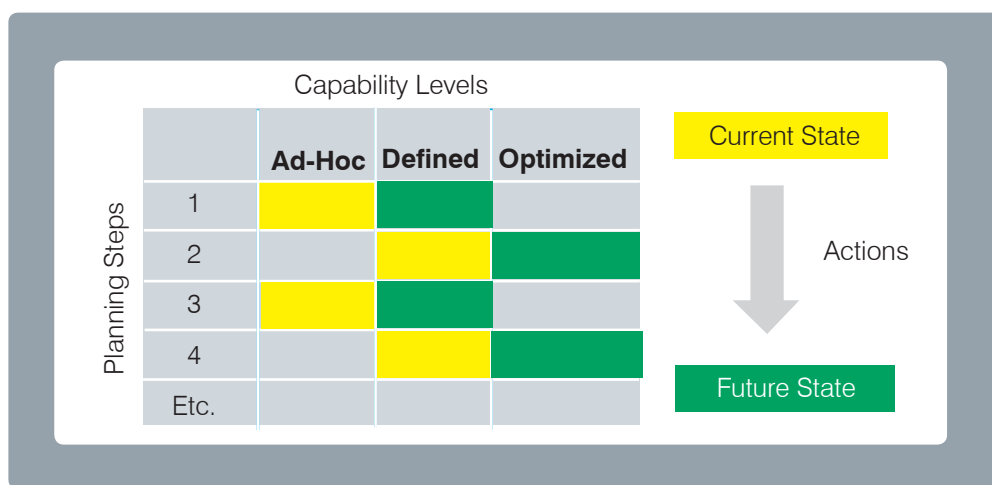 Capability Levels
Ad-Hoc Defined Optimized
Planning Steps
1
2
3
4
Etc.
Current State
Actions
Future State